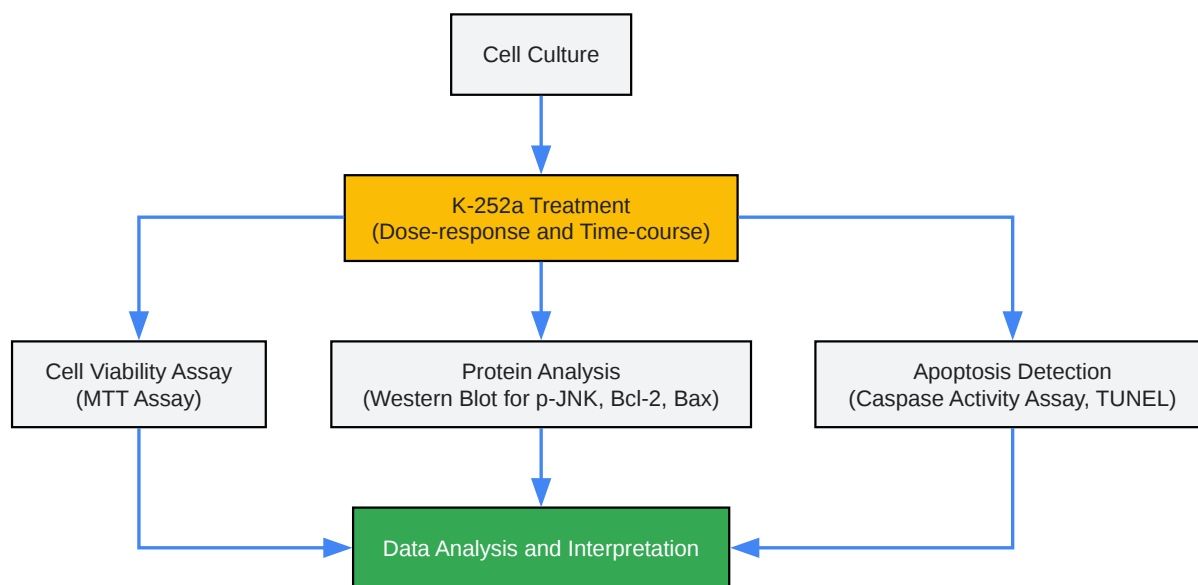 Cell Culture
K-252a Treatment
(Dose-response and Time-course)
Cell Viability Assay
(MTT Assay)
Protein Analysis
(Western Blot for p-JNK, Bcl-2, Bax)
Apoptosis Detection
(Caspase Activity Assay, TUNEL)
Data Analysis and Interpretation